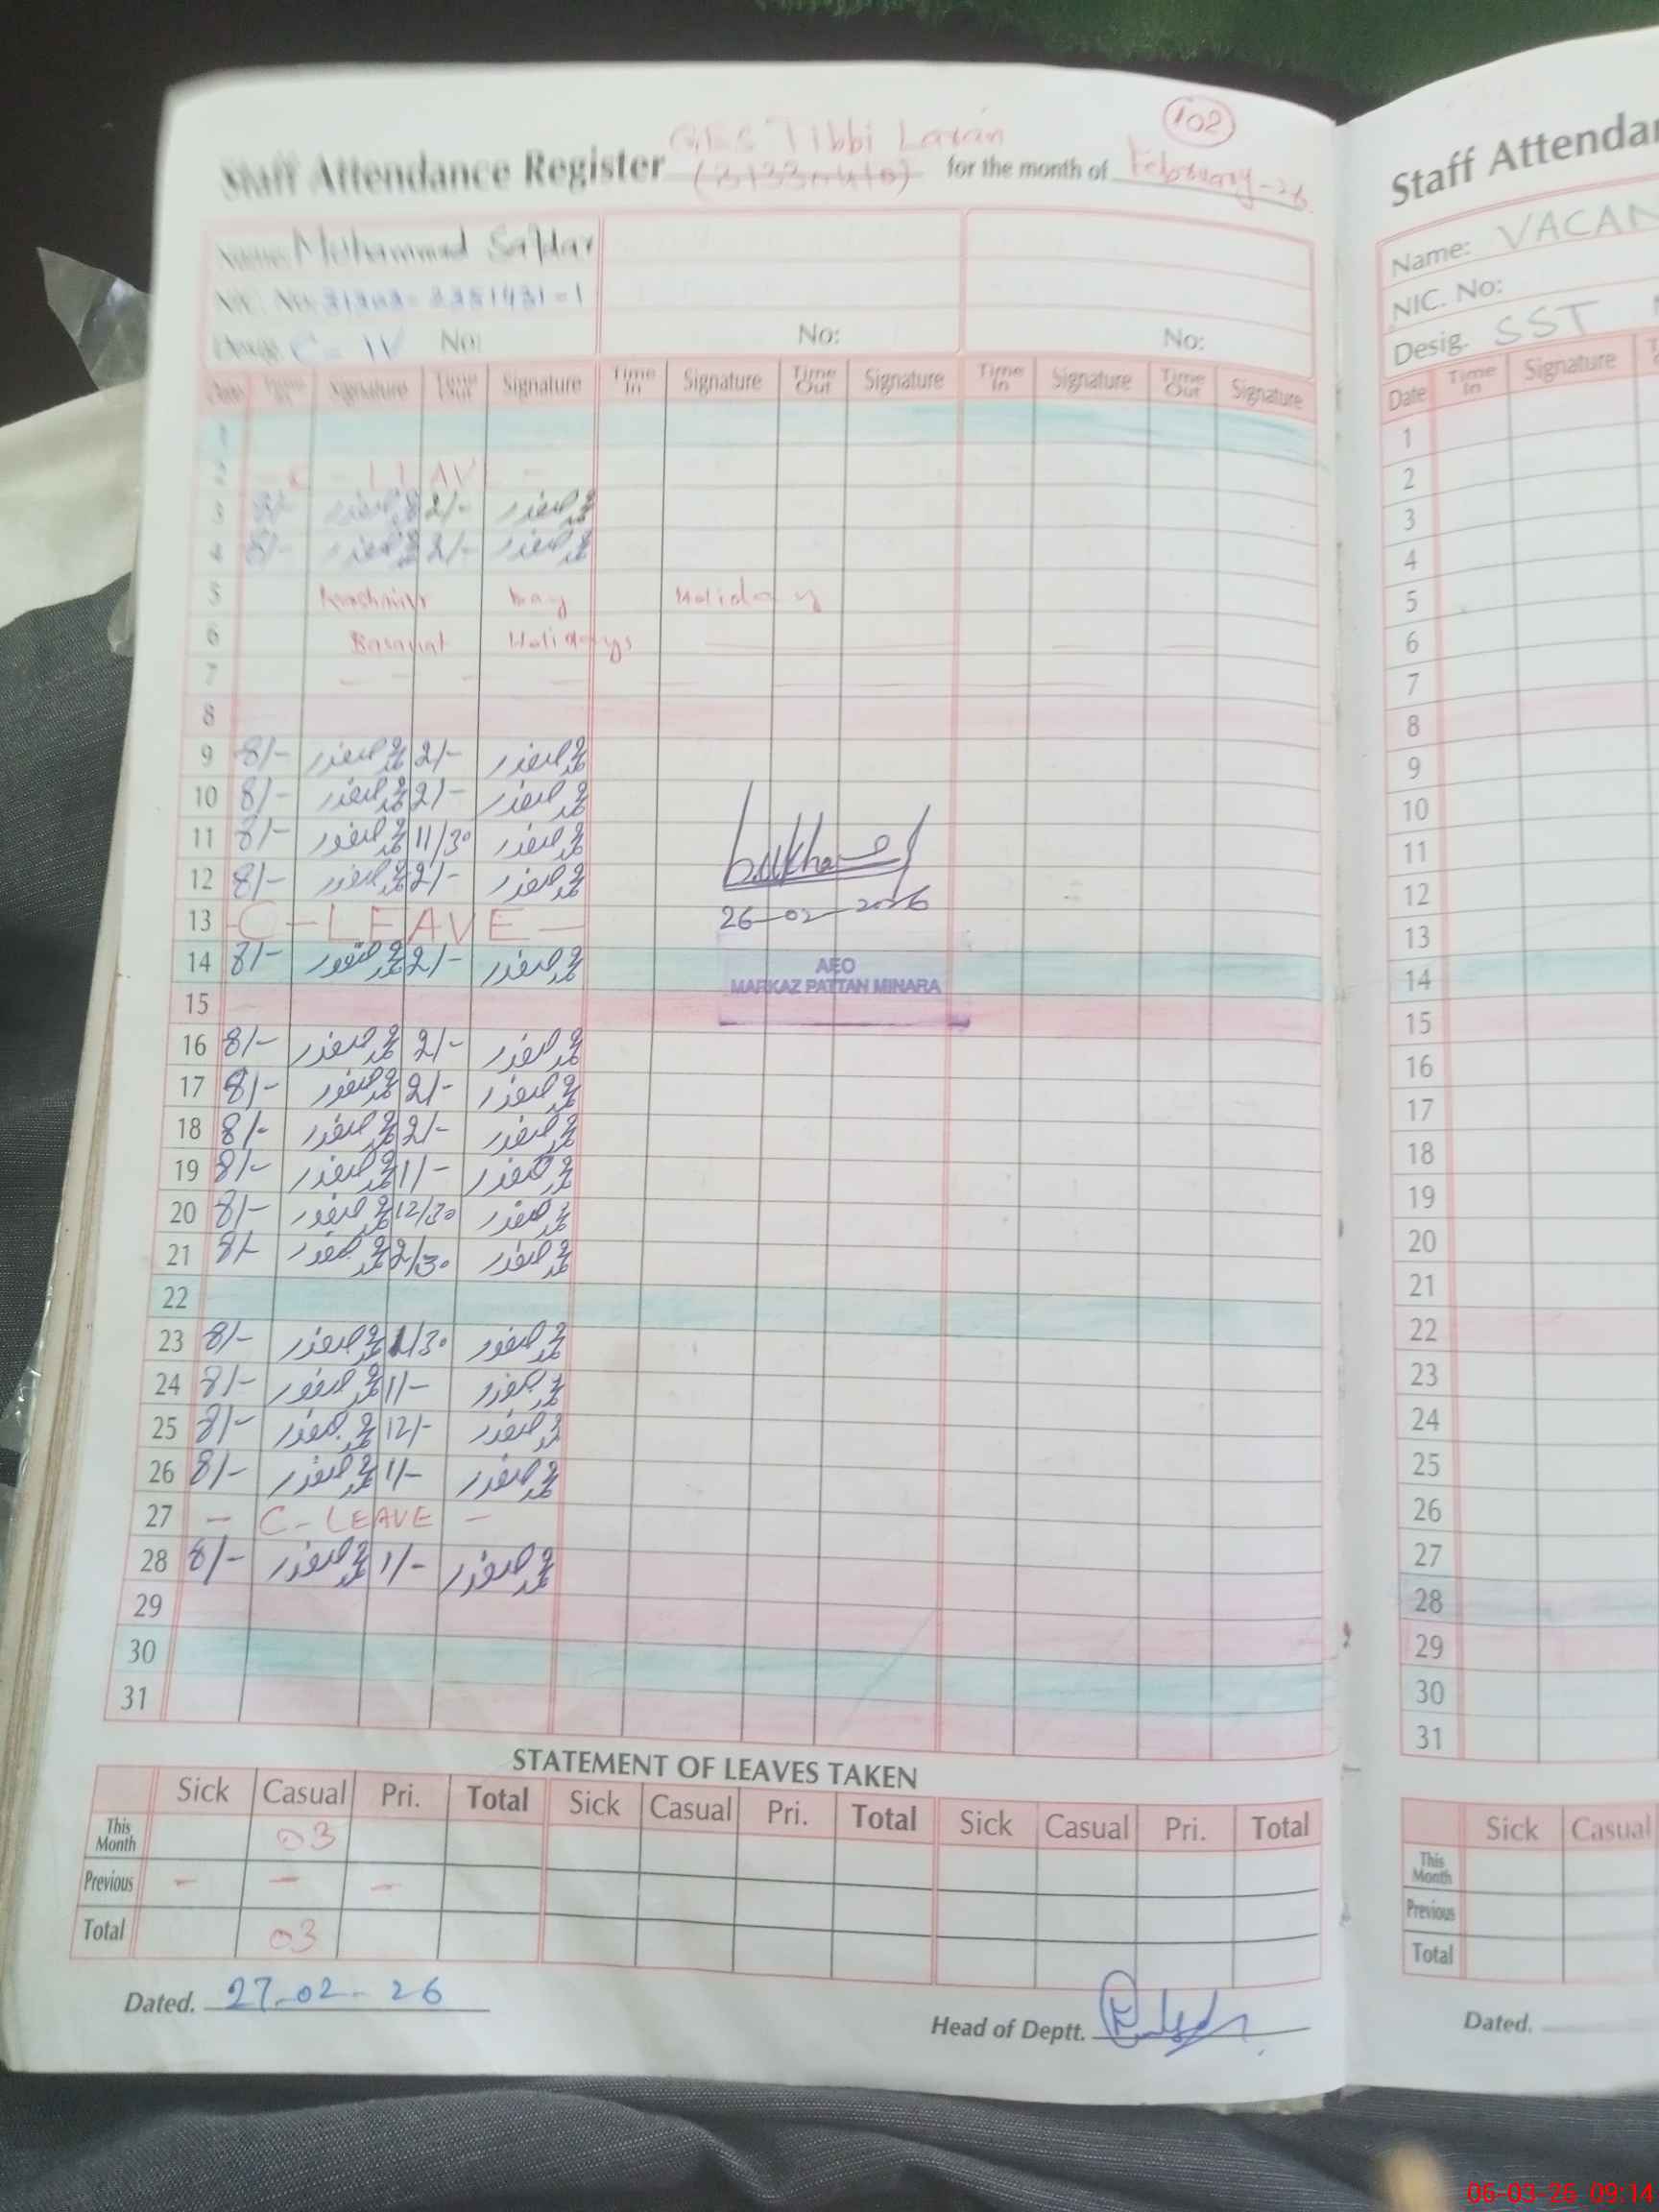 102
Staff Attendance Register for the month of February-26
Tibbi Laran
Name: Muhammad Safdar
NIC. No:
Desig. C-IV No: No: No:
Date Time In Signature Time Out Signature Time In Signature Time Out Signature Time In Signature Time Out Signature
1
2 - C-LEAVE -
3 8/- محمد صفدر 2/- محمد صفدر
4 8/- محمد صفدر 2/- محمد صفدر
5 Kashmir Day Holiday
6 Basant Holidays
7
8
9 8/- محمد صفدر 2/- محمد صفدر
10 8/- محمد صفدر 2/- محمد صفدر
11 8/- محمد صفدر 11/30 محمد صفدر
12 8/- محمد صفدر 2/- محمد صفدر
26-02-2026
13 - C-LEAVE -
14 8/- محمد صفدر 2/- محمد صفدر
AEO
MARKAZ PATTAN MINARA
15
16 8/- محمد صفدر 2/- محمد صفدر
17 8/- محمد صفدر 2/- محمد صفدر
18 8/- محمد صفدر 2/- محمد صفدر
19 8/- محمد صفدر 1/- محمد صفدر
20 8/- محمد صفدر 12/30 محمد صفدر
21 8/- محمد صفدر 2/30 محمد صفدر
22
23 8/- محمد صفدر 1/30 محمد صفدر
24 8/- محمد صفدر 1/- محمد صفدر
25 8/- محمد صفدر 12/- محمد صفدر
26 8/- محمد صفدر 1/- محمد صفدر
27 - C-LEAVE -
28 8/- محمد صفدر 1/- محمد صفدر
29
30
31
STATEMENT OF LEAVES TAKEN
Sick Casual Pri. Total Sick Casual Pri. Total Sick Casual Pri. Total
This Month 03
Previous - - -
Total 03
Dated. 27-02-26
Head of Deptt.
Staff Attenda
Name: VACAN
NIC. No:
Desig. SST
Date Time In Signature
1
2
3
4
5
6
7
8
9
10
11
12
13
14
15
16
17
18
19
20
21
22
23
24
25
26
27
28
29
30
31
Sick Casual
This Month
Previous
Total
Dated.
06-03-26 09:14